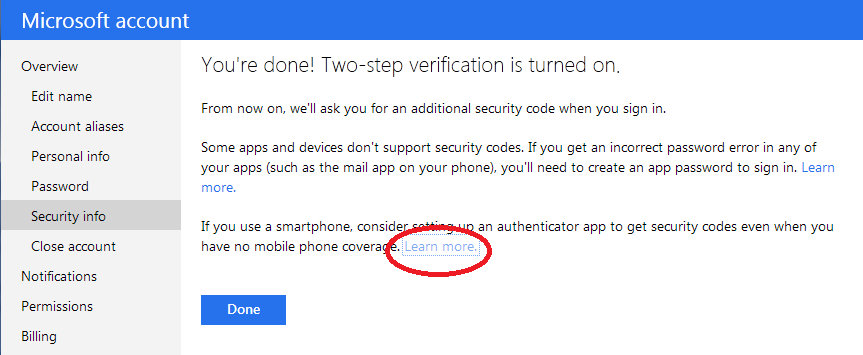 Microsoft account
Overview
Edit name
Account aliases
Personal info
Password
Security info
Close account
Notifications
Permissions
Billing
You're done! Two-step verification is turned on.
From now on, we'll ask you for an additional security code when you sign in.
Some apps and devices don't support security codes. If you get an incorrect password error in any of
your apps (such as the mail app on your phone), you'll need to create an app password to sign in. Learn
more.
If you use a smartphone, consider setting up an authenticator app to get security codes even when you
have no mobile phone coverage. Learn more.
Done